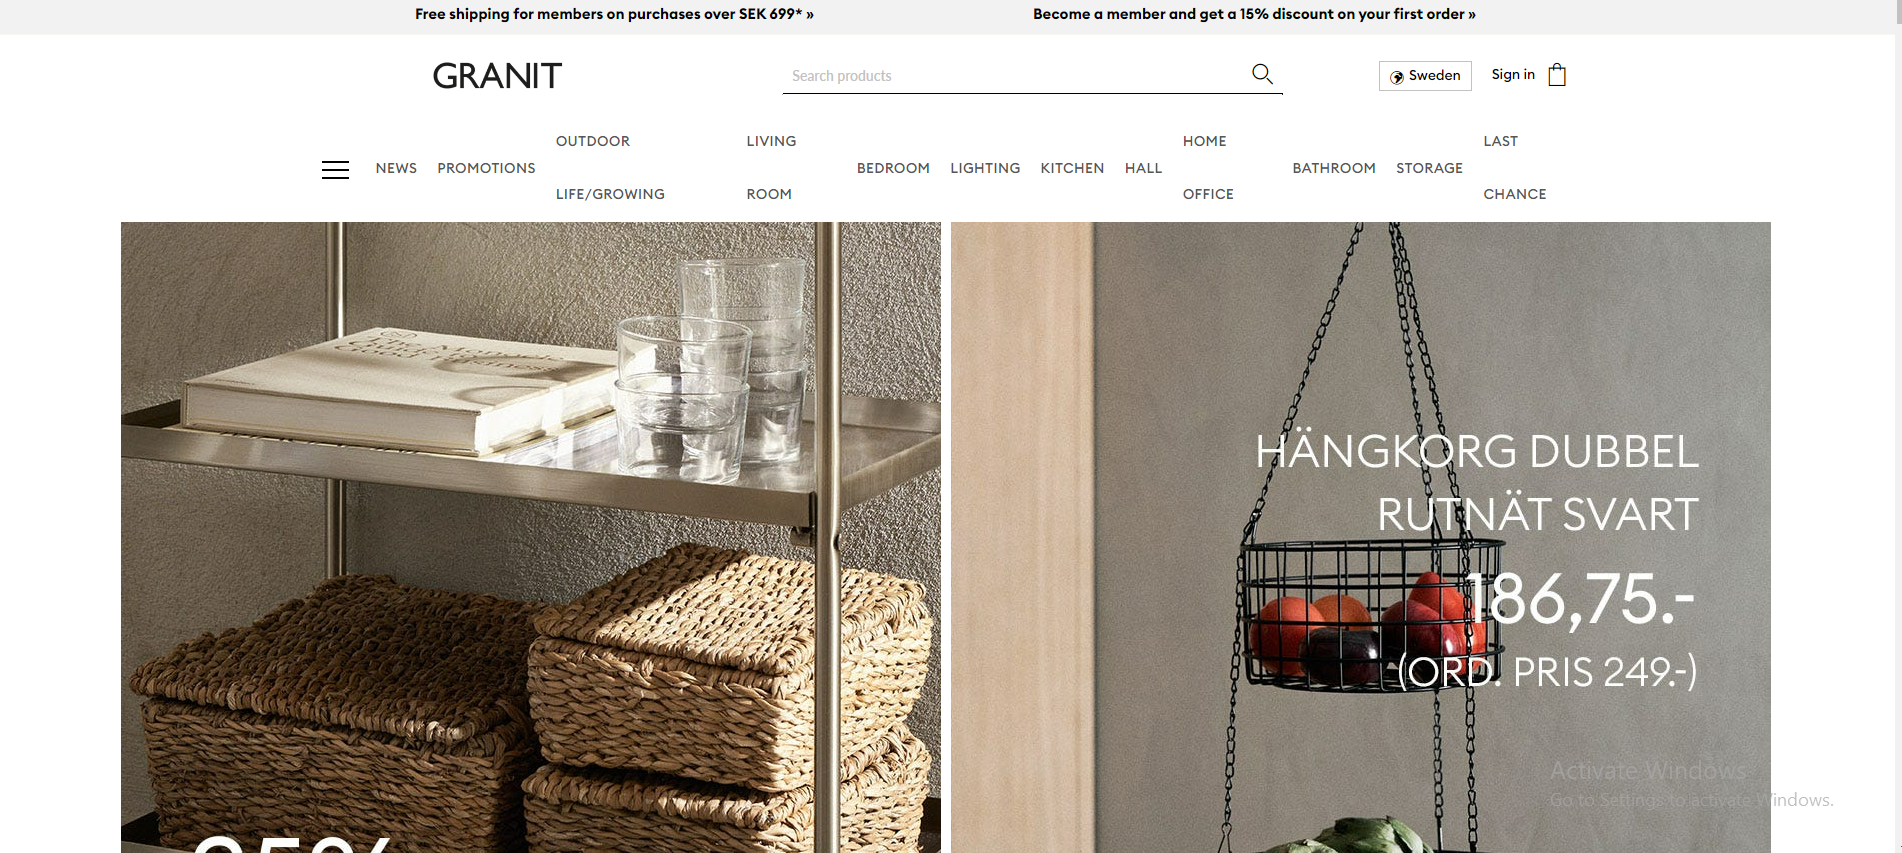 Free shipping for members on purchases over SEK 699* »
Become a member and get a 15% discount on your first order »
GRANIT
Search products
Sweden
Sign in
NEWS
PROMOTIONS
OUTDOOR
LIFE/GROWING
LIVING
ROOM
BEDROOM
LIGHTING
KITCHEN
HALL
HOME
OFFICE
BATHROOM
STORAGE
LAST
CHANCE
HÄNGKORG DUBBEL
RUTNÄT SVART
186,75.-
(ORD. PRIS 249.-)
Activate Windows
Go to Settings to activate Windows.